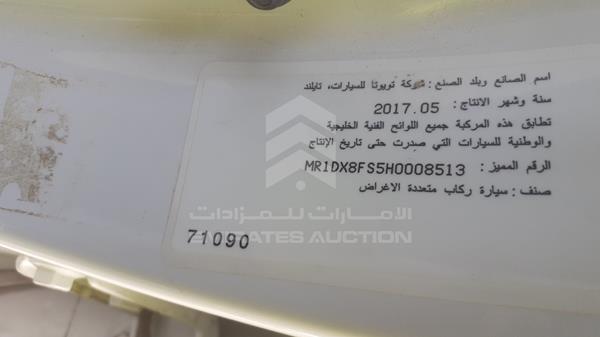 اسم الصانع وبلد الصنع : شركة تويوتا للسيارات، تايلند
سنة وشهر الانتاج : 2017.05
تطابق هذه المركبة جميع اللوائح الفنية الخليجية
والوطنية للسيارات التي صدرت حتى تاريخ الإنتاج
الرقم المميز : MR1DX8FS5H0008513
صنف : سيارة ركاب متعددة الاغراض
الامارات للمزادات
EMIRATES AUCTION
71090